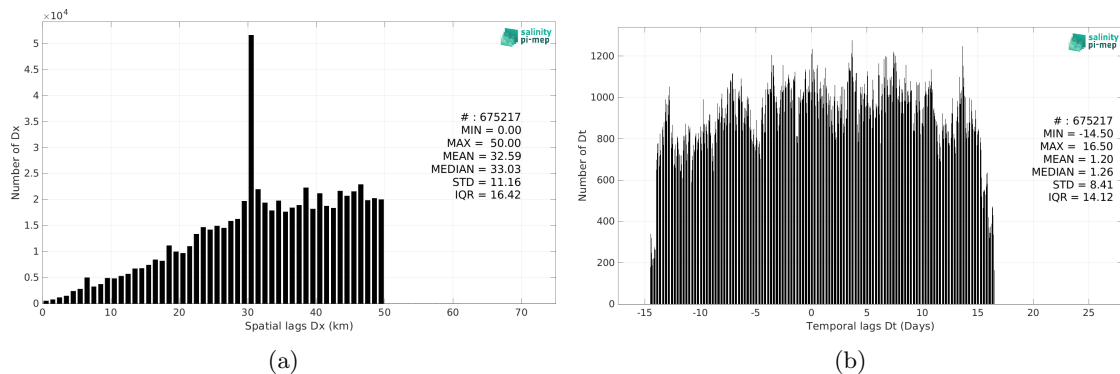 ×10⁴
5
4.5
4
3.5
3
2.5
2
1.5
1
0.5
0
Number of Dx
salinity
pi-mep
# : 675217
MIN = 0.00
MAX = 50.00
MEAN = 32.59
MEDIAN = 33.03
STD = 11.16
IQR = 16.42
0 10 20 30 40 50 60 70
Spatial lags Dx (km)
(a)
1200
1000
800
600
400
200
0
Number of Dt
salinity
pi-mep
# : 675217
MIN = -14.50
MAX = 16.50
MEAN = 1.20
MEDIAN = 1.26
STD = 8.41
IQR = 14.12
-15 -10 -5 0 5 10 15 20 25
Temporal lags Dt (Days)
(b)